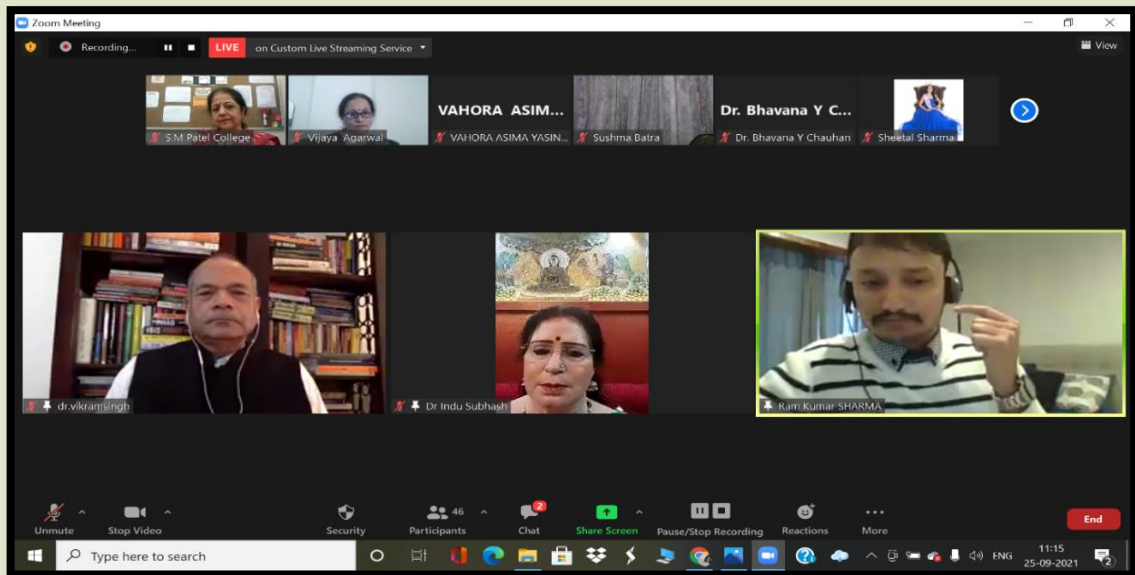 Zoom Meeting
Recording...
LIVE on Custom Live Streaming Service
View
VAHORA ASIM...
Dr. Bhavana Y C...
S.M Patel College
Vijaya Agarwal
VAHORA ASIMA YASIN...
Sushma Batra
Dr. Bhavana Y Chauhan
Sheetal Sharma
dr.vikramsingh
Dr Indu Subhash
Ram Kumar SHARMA
46
2
Unmute
Stop Video
Security
Participants
Chat
Share Screen
Pause/Stop Recording
Reactions
More
End
Type here to search
ENG
11:15
25-09-2021
2